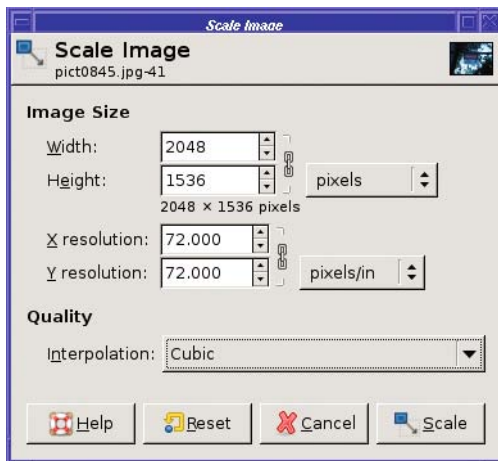 Scale Image
Scale Image
pict0845.jpg-41
Image Size
Width: 2048
Height: 1536 pixels
2048 × 1536 pixels
X resolution: 72.000
Y resolution: 72.000 pixels/in
Quality
Interpolation: Cubic
Help Reset Cancel Scale